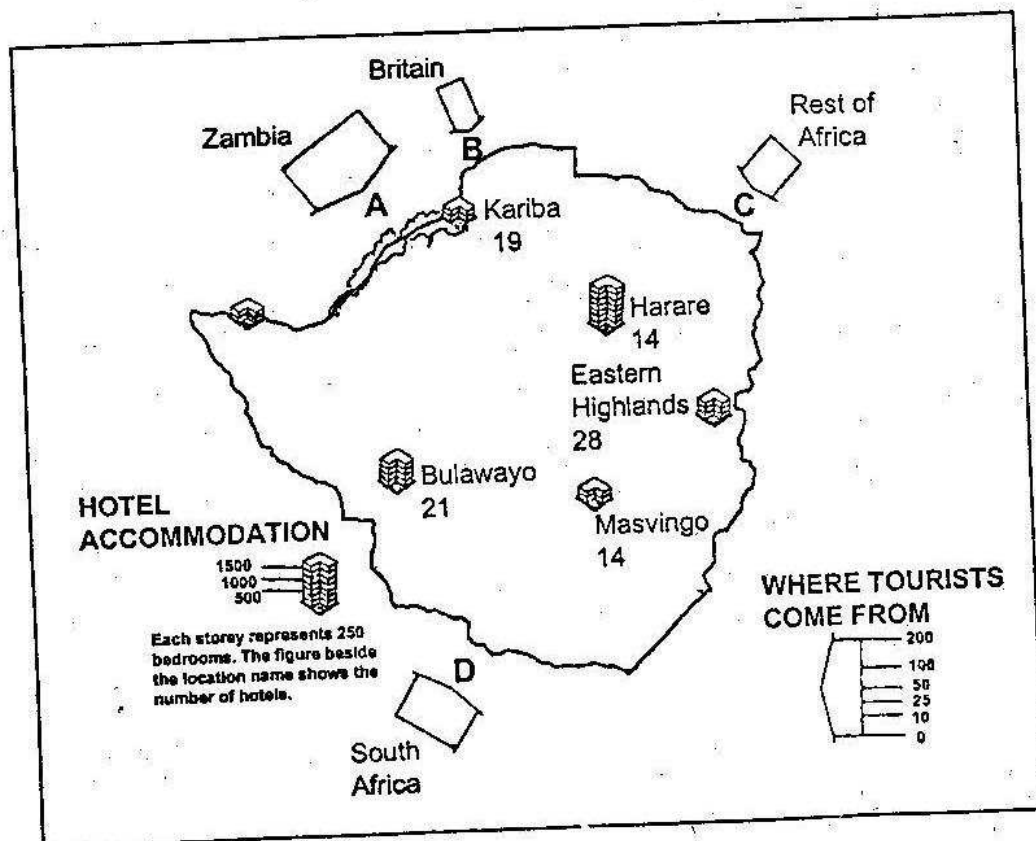 Britain
Zambia
Rest of
Africa
A
B
C
Kariba
19
Harare
14
Eastern
Highlands
28
Bulawayo
21
Masvingo
14
HOTEL
ACCOMMODATION
1500
1000
500
Each storey represents 250
bedrooms. The figure beside
the location name shows the
number of hotels.
WHERE TOURISTS
COME FROM
200
100
50
25
10
0
D
South
Africa